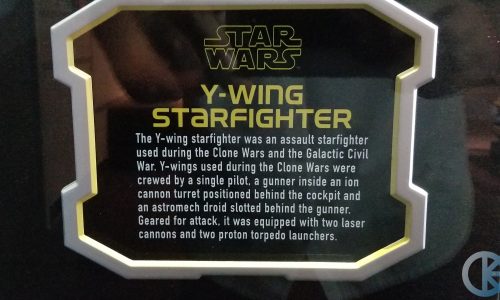 STAR
WARS
Y-WING
STARFIGHTER
The Y-wing starfighter was an assault starfighter
used during the Clone Wars and the Galactic Civil
War. Y-wings used during the Clone Wars were
crewed by a single pilot, a gunner inside an ion
cannon turret positioned behind the cockpit and
an astromech droid slotted behind the gunner.
Geared for attack, it was equipped with two laser
cannons and two proton torpedo launchers.